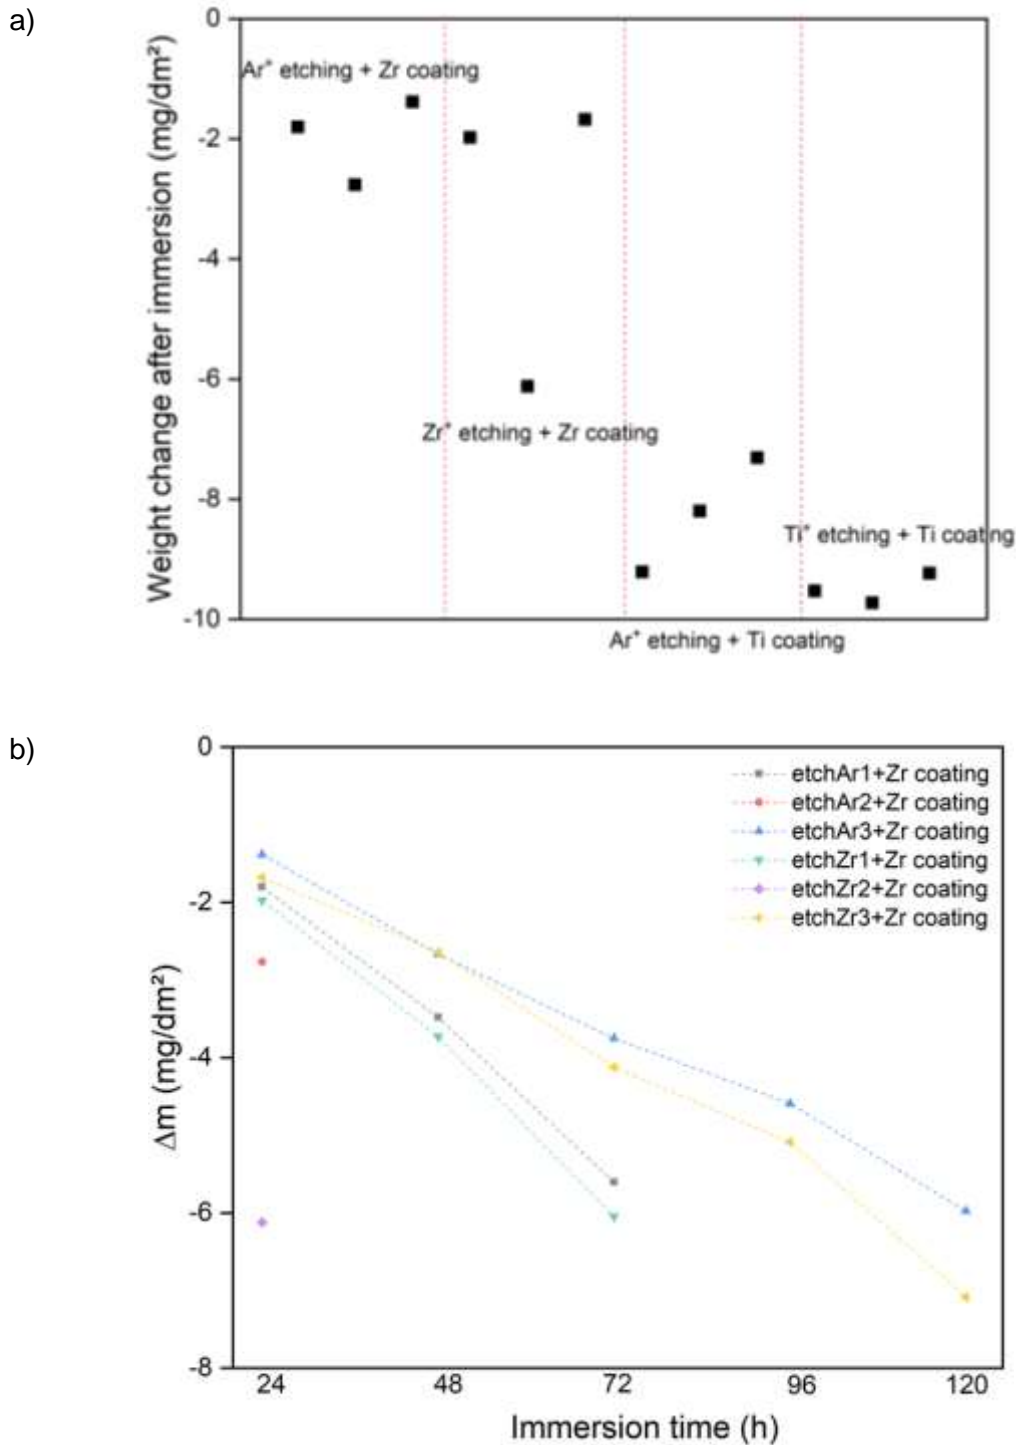 a)
Weight change after immersion (mg/dm²)
0
-2
-4
-6
-8
-10
Ar⁺ etching + Zr coating
Zr⁺ etching + Zr coating
Ti⁺ etching + Ti coating
Ar⁺ etching + Ti coating
b)
Δm (mg/dm²)
0
-2
-4
-6
-8
etchAr1+Zr coating
etchAr2+Zr coating
etchAr3+Zr coating
etchZr1+Zr coating
etchZr2+Zr coating
etchZr3+Zr coating
24 48 72 96 120
Immersion time (h)